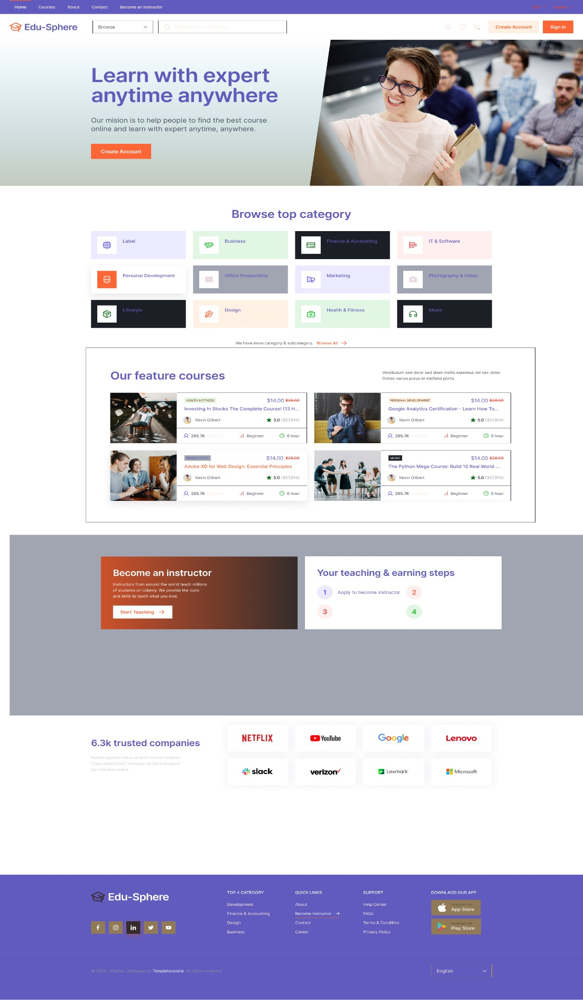 Home Courses About Contact Become an Instructor USD
Edu-Sphere Browse What do you want learn... Create Account Sign In
Learn with expert
anytime anywhere
Our mision is to help people to find the best course
online and learn with expert anytime, anywhere.
Create Account
Browse top category
Label Business Finance & Accounting IT & Software
Personal Development Office Productivity Marketing Photography & Video
Lifestyle Design Health & Fitness Music
We have more category & subcategory. Browse All
Our feature courses
Vestibulum sed dolor sed diam mollis maximus vel nec dolor.
Donec varius purus et eleifend porta.
HEALTH & FITNESS $14.00 $26.00
Investing In Stocks The Complete Course! (13 H...
Kevin Gilbert 5.0 (357,914)
265.7K students Beginner 6 hour
PERSONAL DEVELOPMENT $14.00 $26.00
Google Analytics Certification - Learn How To...
Kevin Gilbert 5.0 (357,914)
265.7K students Beginner 6 hour
PRODUCTIVITY $14.00 $26.00
Adobe XD for Web Design: Essential Principles
Kevin Gilbert 5.0 (357,914)
265.7K students Beginner 6 hour
MUSIC $14.00 $26.00
The Python Mega Course: Build 10 Real World ...
Kevin Gilbert 5.0 (357,914)
265.7K students Beginner 6 hour
Become an instructor
Instructors from around the world teach millions
of students on Udemy. We provide the tools
and skills to teach what you love.
Start Teaching
Your teaching & earning steps
1 Apply to become instructor 2
3 4
6.3k trusted companies
Nullam egestas tellus at enim ornare tristique.
Class aptent taciti sociosqu ad litora torquent
per conubia nostra.
NETFLIX YouTube Google Lenovo
slack verizon Lexmark Microsoft
Edu-Sphere
TOP 4 CATEGORY
Development
Finance & Accounting
Design
Business
QUICK LINKS
About
Become Instructor
Contact
Career
SUPPORT
Help Center
FAQs
Terms & Condition
Privacy Policy
DOWNLAOD OUR APP
Download now
App Store
Download now
Play Store
© 2021 - Eduflex. Designed by Templatecookie. All rights reserved
English